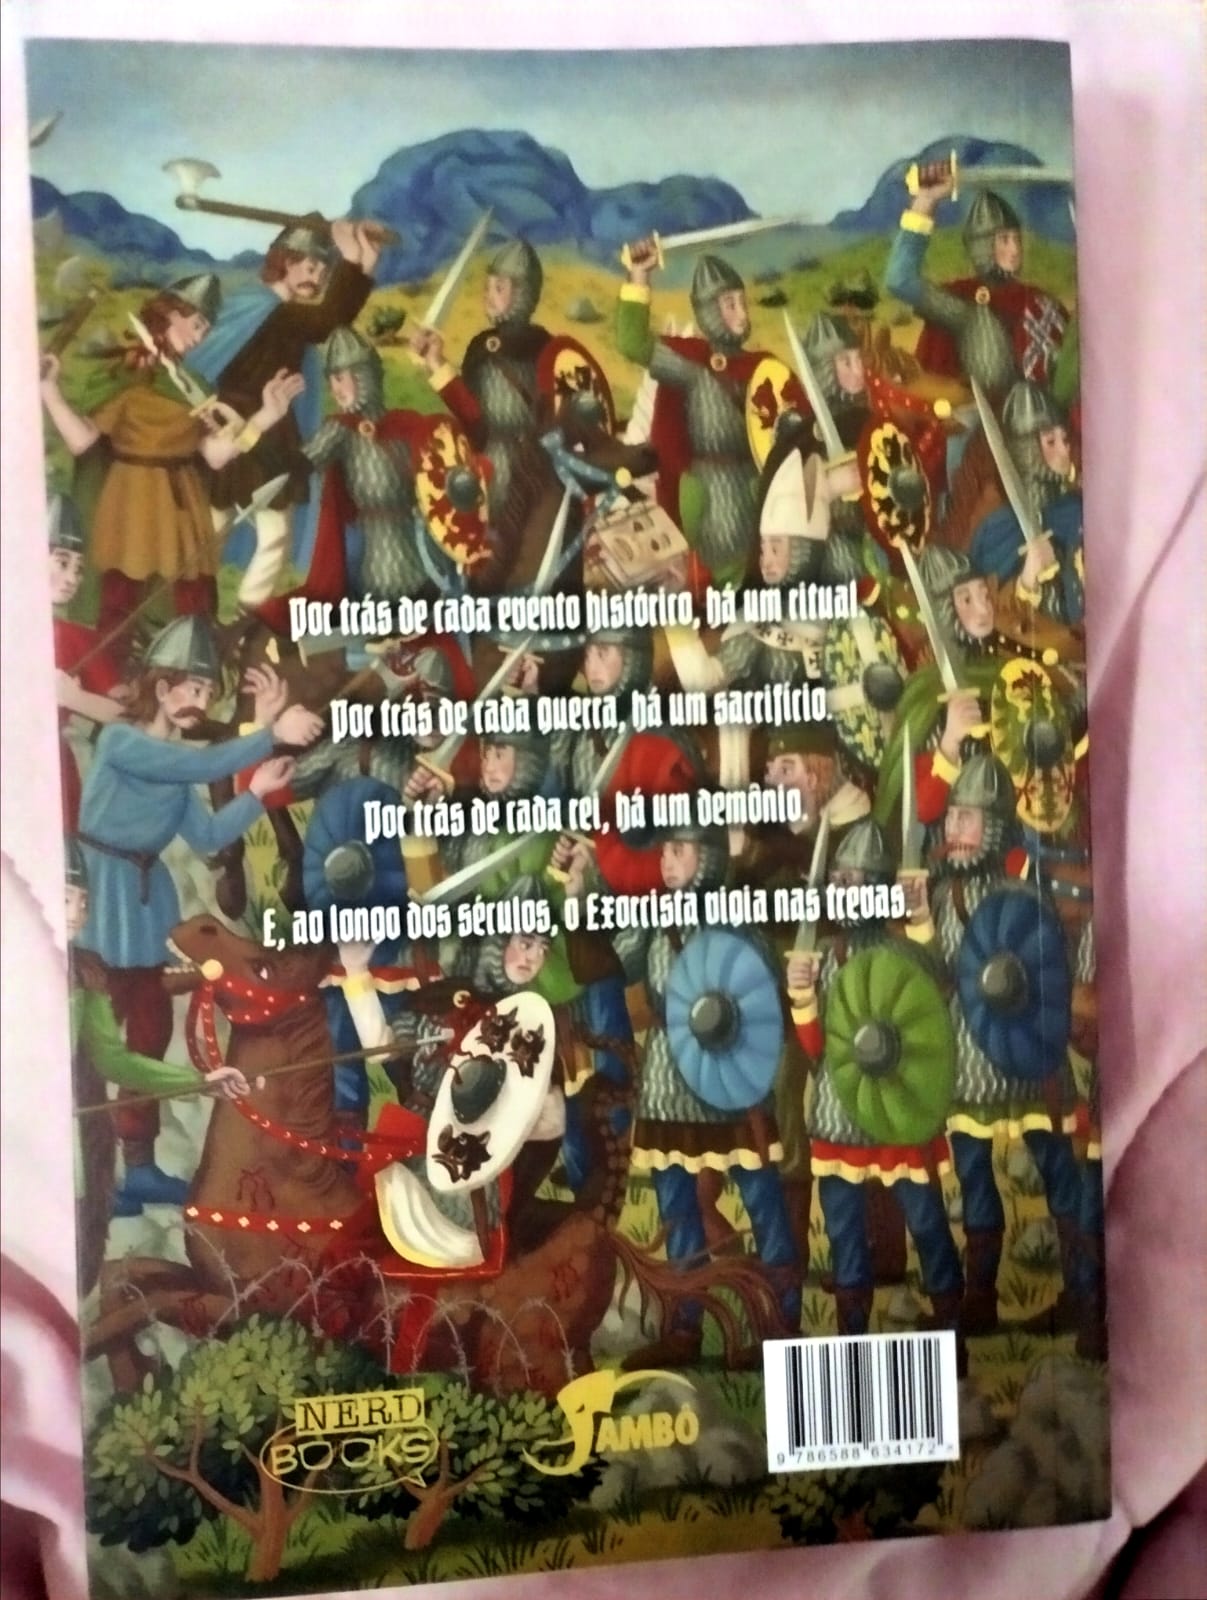 Por trás de cada evento histórico, há um ritual.
Por trás de cada guerra, há um sacrifício.
Por trás de cada rei, há um demônio.
E, ao longo dos séculos, o Exorcista vigia nas trevas.
NERD
BOOKS
JAMBÔ
9 786588 634172